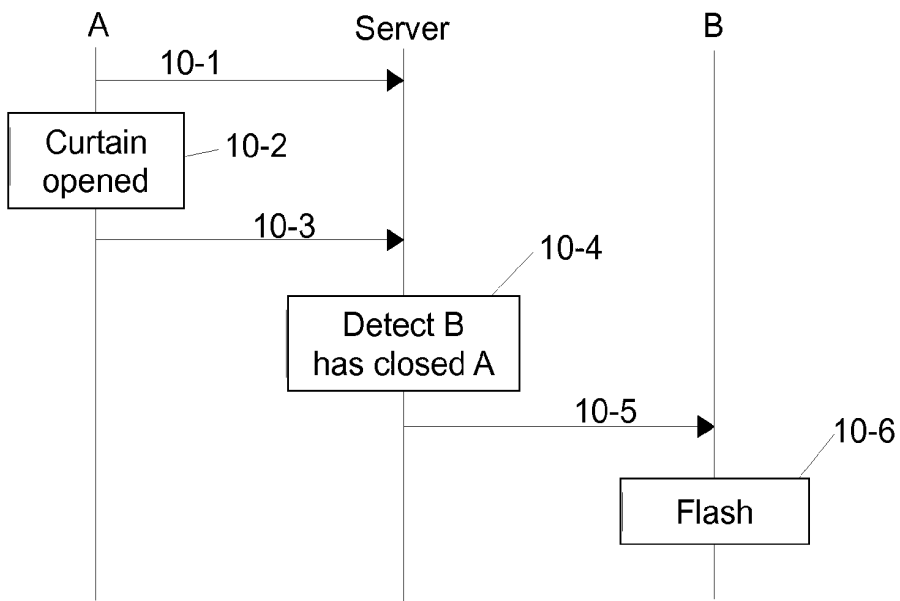 A
Server
B
10-1
Curtain
opened
10-2
10-3
10-4
Detect B
has closed A
10-5
10-6
Flash